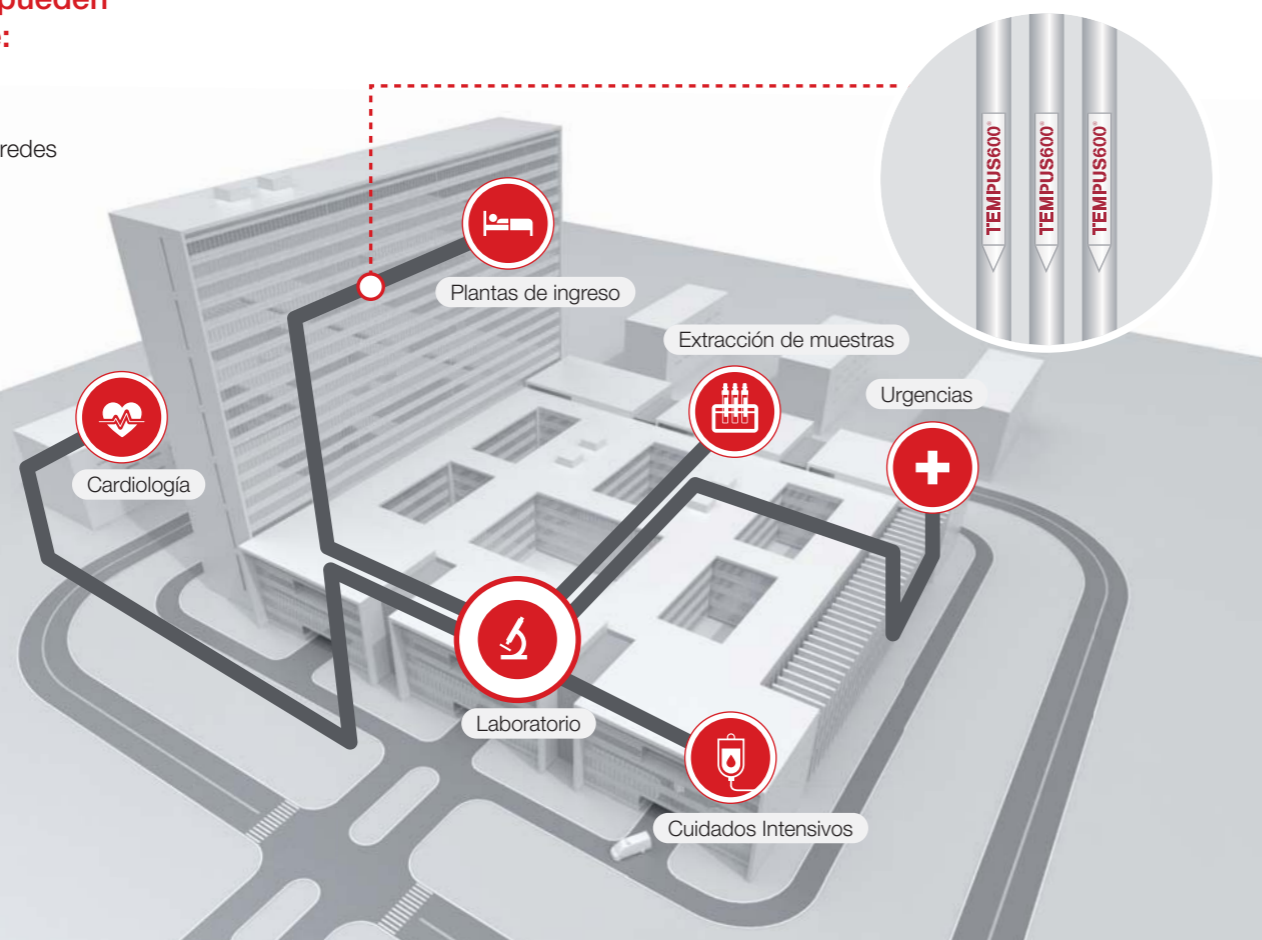 pueden
:
redes
TEMPUS600®
TEMPUS600®
TEMPUS600®
Plantas de ingreso
Extracción de muestras
Urgencias
Cardiología
Laboratorio
Cuidados Intensivos